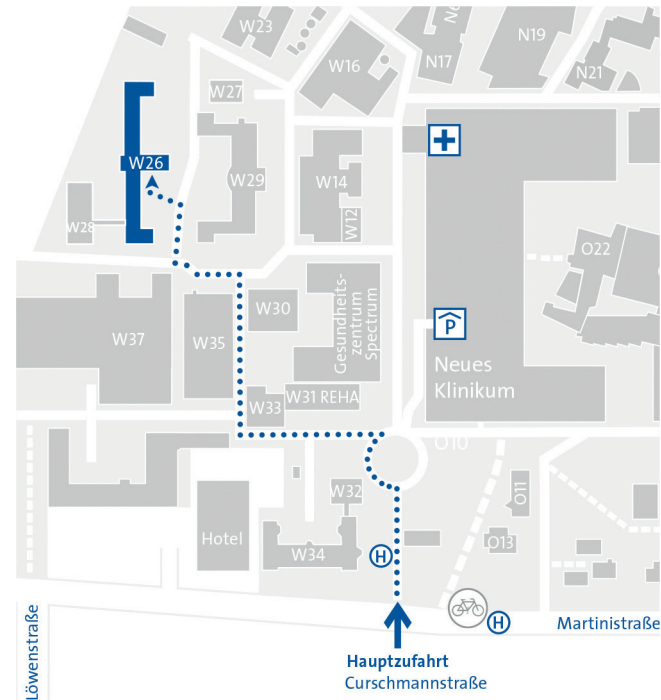 W23
N19
N17
W16
N21
W27
W26
W29
W14
W12
W28
O22
W30
Gesundheits-
zentrum
Spectrum
P
W37
W35
Neues
Klinikum
W31 REHA
W33
O10
W32
O11
Hotel
W34
H
O13
H
Martinistraße
Löwenstraße
Hauptzufahrt
Curschmannstraße